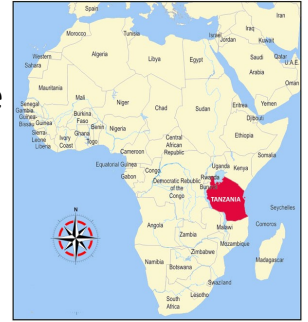 Spain
Iran
Morocco
Tunisia
Israel
Iraq
Jordan
Kuwait
Algeria
Libya
Egypt
Saudi
Arabia
Qatar
U.A.E.
Western
Sahara
Oman
Mauritania
Mali
Niger
Chad
Sudan
Eritrea
Yemen
Senegal
Gambia
Guinea-
Bissau
Guinea
Burkina
Faso
Djibouti
Sierra
Leone
Liberia
Ivory
Coast
Ghana
Togo
Benin
Nigeria
Central
African
Republic
Ethiopia
Cameroon
Somalia
Equatorial Guinea
Gabon
Congo
Democratic Republic
of the
Congo
Uganda
Kenya
Rwanda
TANZANIA
Seychelles
Comoros
Angola
Zambia
Malawi
Mozambique
Zimbabwe
Madagascar
Namibia
Botswana
Swaziland
South
Africa
Lesotho
N
e